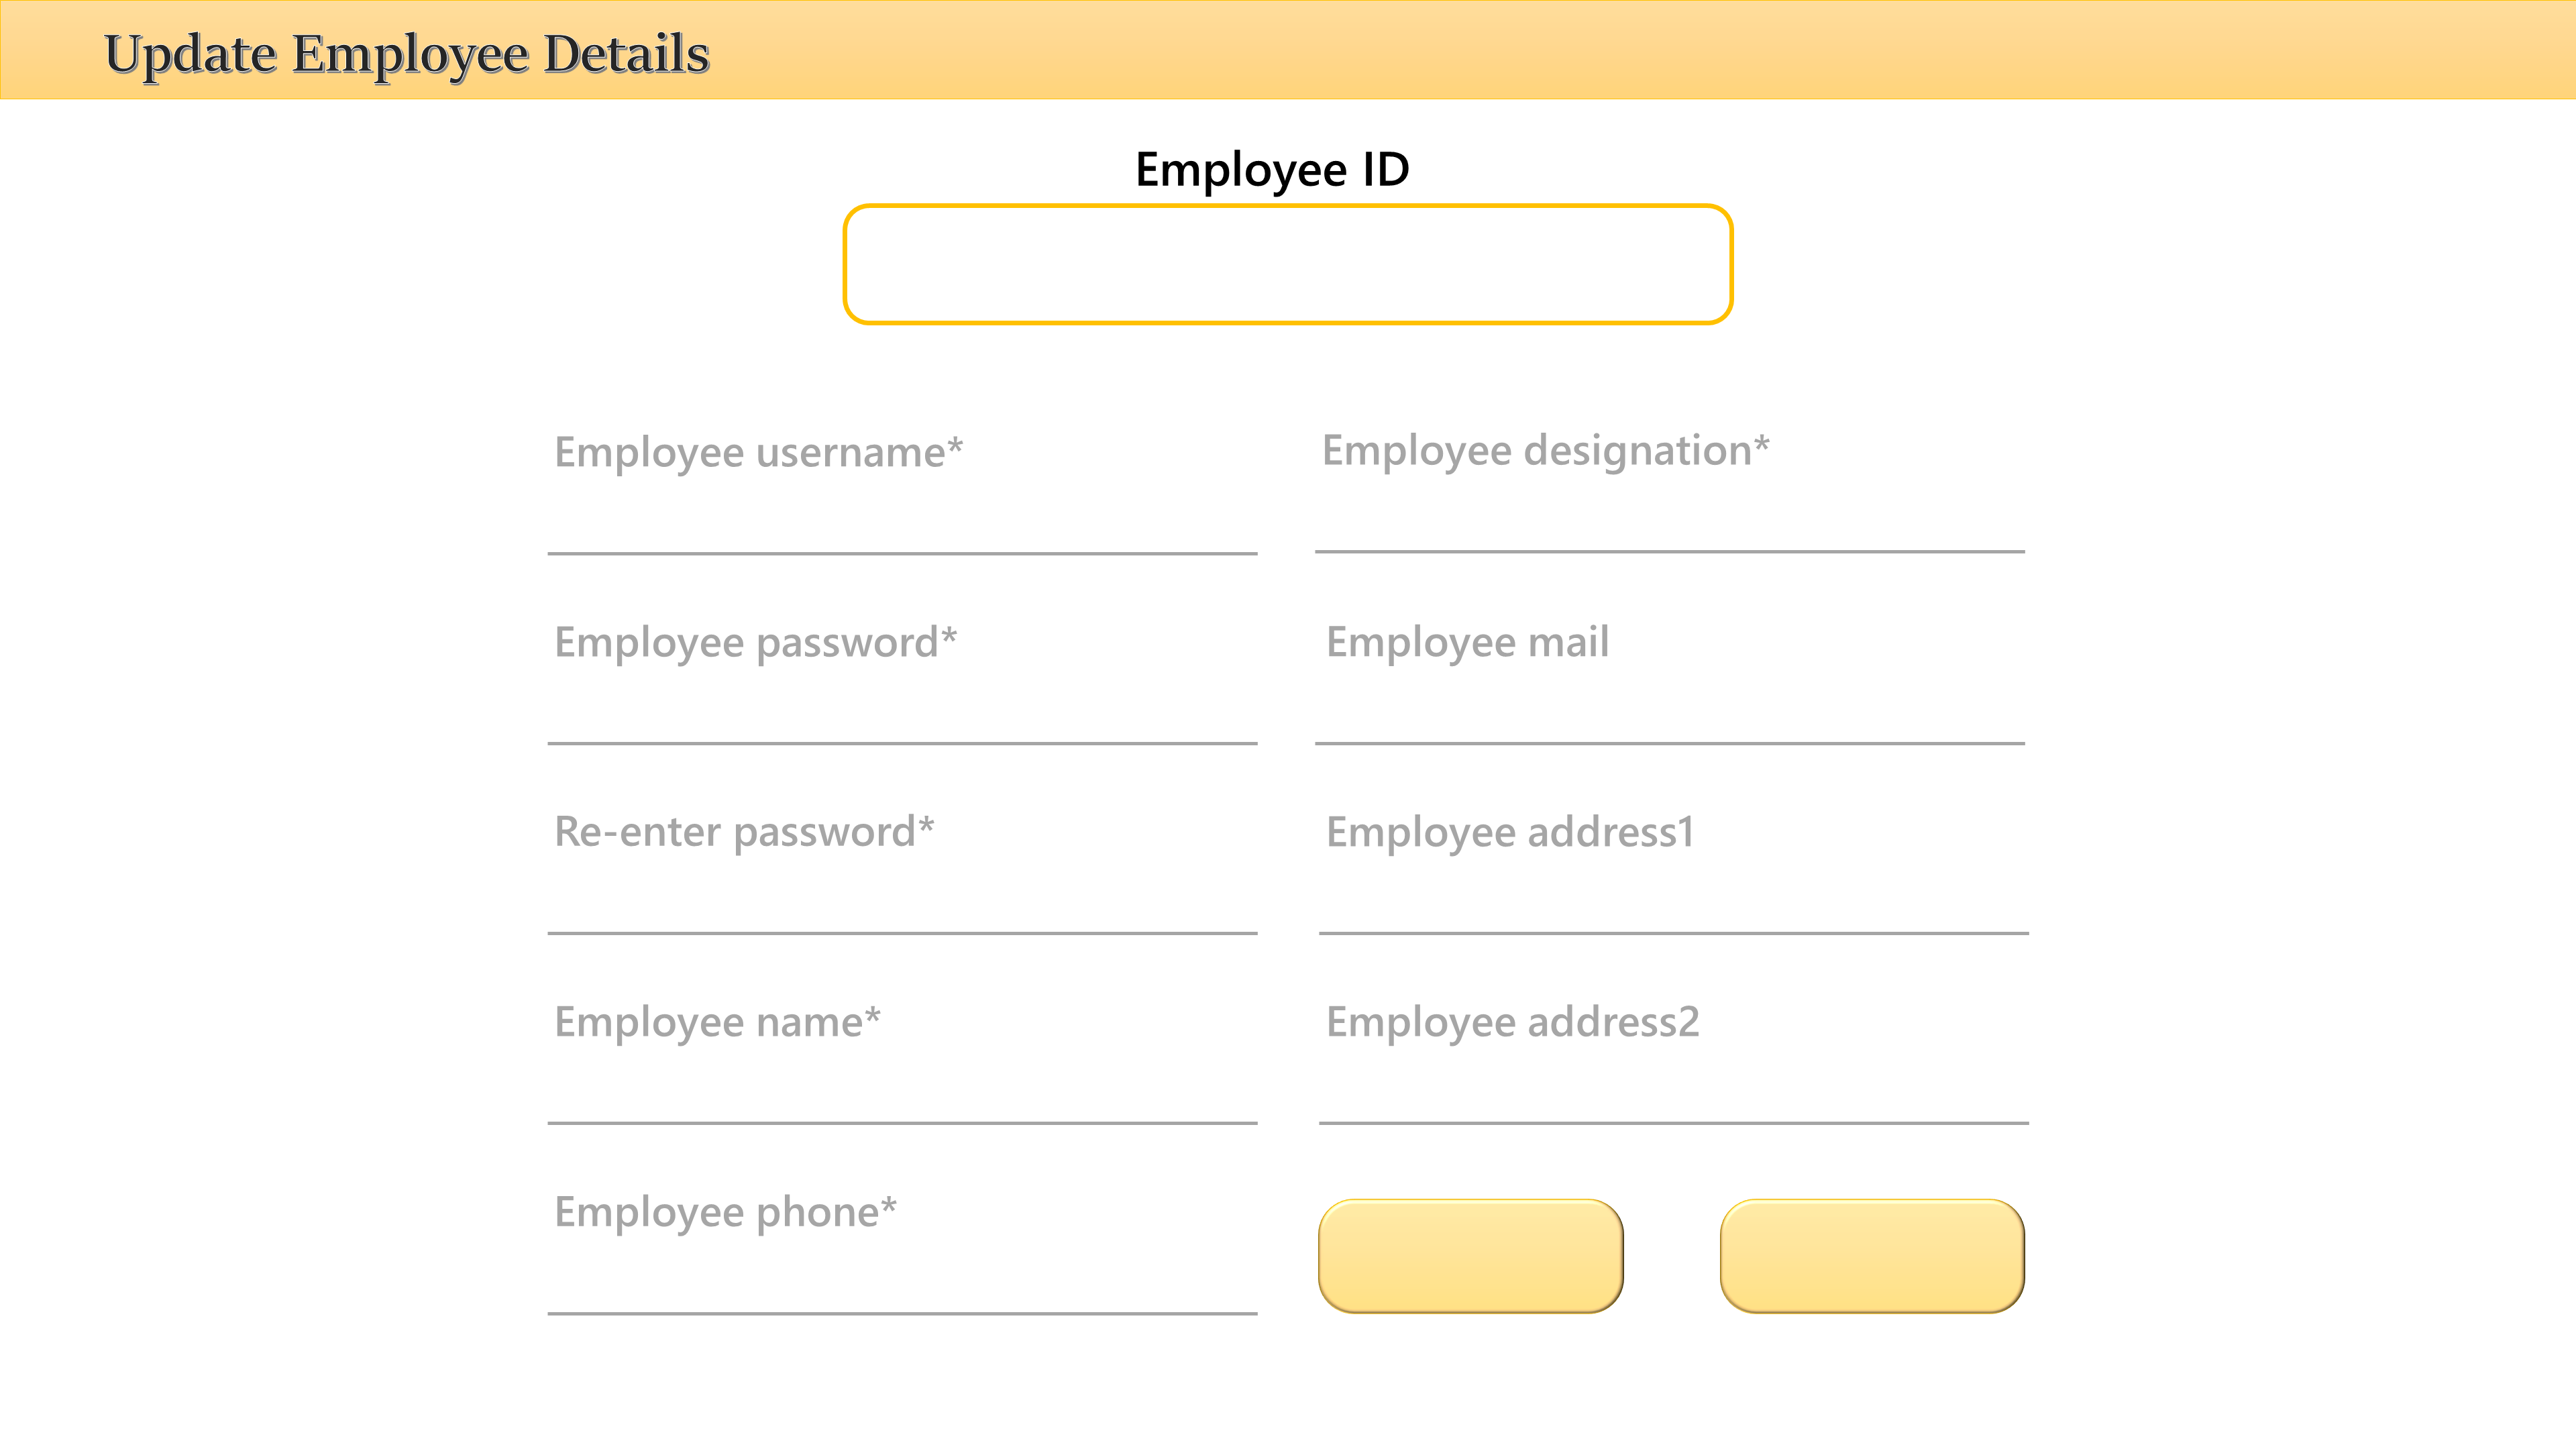 Update Employee Details
Employee ID
Employee username*
Employee designation*
Employee password*
Employee mail
Re-enter password*
Employee address1
Employee name*
Employee address2
Employee phone*